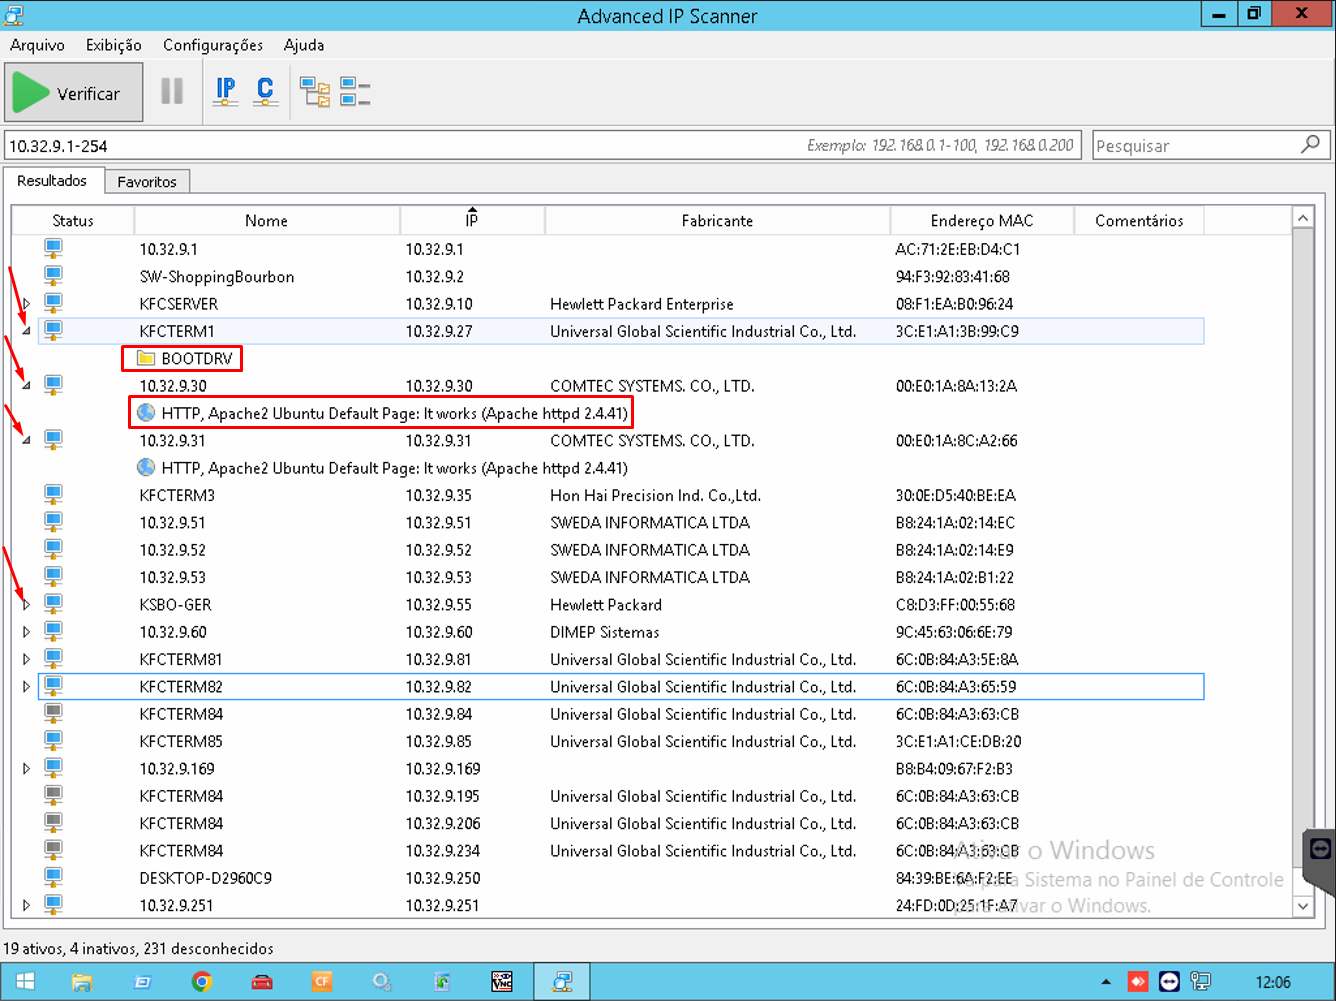 Advanced IP Scanner
Arquivo Exibição Configurações Ajuda
Verificar IP C
10.32.9.1-254 Exemplo: 192.168.0.1-100, 192.168.0.200 Pesquisar
Resultados Favoritos
Status Nome IP Fabricante Endereço MAC Comentários
10.32.9.1 10.32.9.1 AC:71:2E:EB:D4:C1
SW-ShoppingBourbon 10.32.9.2 94:F3:92:83:41:68
KFCSERVER 10.32.9.10 Hewlett Packard Enterprise 08:F1:EA:B0:96:24
KFCTERM1 10.32.9.27 Universal Global Scientific Industrial Co., Ltd. 3C:E1:A1:3B:99:C9
BOOTDRV
10.32.9.30 10.32.9.30 COMTEC SYSTEMS. CO., LTD. 00:E0:1A:8A:13:2A
HTTP, Apache2 Ubuntu Default Page: It works (Apache httpd 2.4.41)
10.32.9.31 10.32.9.31 COMTEC SYSTEMS. CO., LTD. 00:E0:1A:8C:A2:66
HTTP, Apache2 Ubuntu Default Page: It works (Apache httpd 2.4.41)
KFCTERM3 10.32.9.35 Hon Hai Precision Ind. Co.,Ltd. 30:0E:D5:40:BE:EA
10.32.9.51 10.32.9.51 SWEDA INFORMATICA LTDA B8:24:1A:02:14:EC
10.32.9.52 10.32.9.52 SWEDA INFORMATICA LTDA B8:24:1A:02:14:E9
10.32.9.53 10.32.9.53 SWEDA INFORMATICA LTDA B8:24:1A:02:B1:22
KSBO-GER 10.32.9.55 Hewlett Packard C8:D3:FF:00:55:68
10.32.9.60 10.32.9.60 DIMEP Sistemas 9C:45:63:06:6E:79
KFCTERM81 10.32.9.81 Universal Global Scientific Industrial Co., Ltd. 6C:0B:84:A3:5E:8A
KFCTERM82 10.32.9.82 Universal Global Scientific Industrial Co., Ltd. 6C:0B:84:A3:65:59
KFCTERM84 10.32.9.84 Universal Global Scientific Industrial Co., Ltd. 6C:0B:84:A3:63:CB
KFCTERM85 10.32.9.85 Universal Global Scientific Industrial Co., Ltd. 3C:E1:A1:CE:DB:20
10.32.9.169 10.32.9.169 B8:B4:09:67:F2:B3
KFCTERM84 10.32.9.195 Universal Global Scientific Industrial Co., Ltd. 6C:0B:84:A3:63:CB
KFCTERM84 10.32.9.206 Universal Global Scientific Industrial Co., Ltd. 6C:0B:84:A3:63:CB
KFCTERM84 10.32.9.234 Universal Global Scientific Industrial Co., Ltd. 6C:0B:84:A3:63:CB
Ativar o Windows
DESKTOP-D2960C9 10.32.9.250 84:39:BE:6A:F2:EE
Vá para Sistema no Painel de Controle
10.32.9.251 10.32.9.251 24:FD:0D:25:1F:A7
para ativar o Windows.
19 ativos, 4 inativos, 231 desconhecidos
CF VNC 12:06